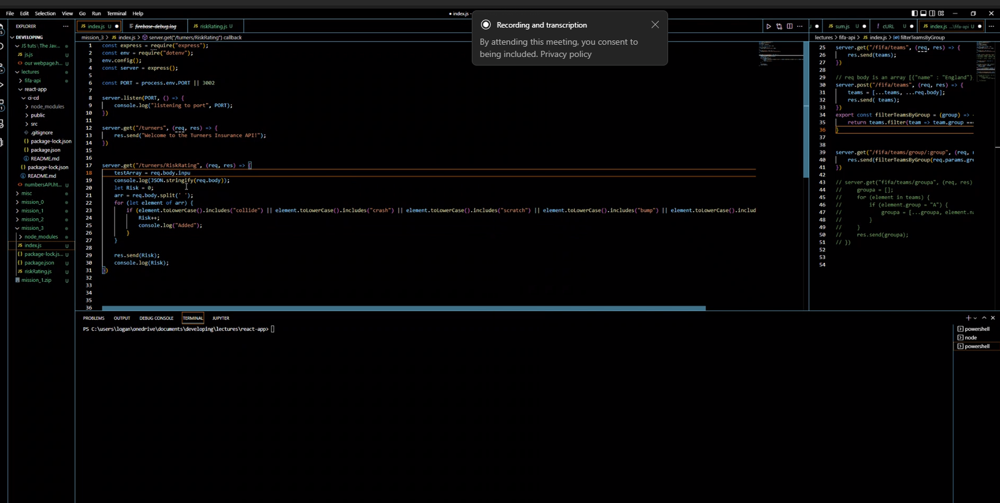 File Edit Selection View Go Run Terminal Help
● index.js -
Recording and transcription
By attending this meeting, you consent to
being included. Privacy policy
EXPLORER ···
DEVELOPING
JS tuts \ The Jav...
JS js.js U
our webpage.h... U
lectures
fifa-api
react-app
ci-cd
node_modules
public
src
.gitignore
package-lock.json
package.json
README.md
package-lock.json
README.md
numbersAPI.ht... U
misc
mission_0
mission_1
mission_2
mission_3
node_modules
JS index.js U
package-lock.js... U
package.json U
JS riskRating.js U
mission_1.zip U
JS index.js U ●
firebase-debug.log
JS riskRating.js U
mission_3 > JS index.js > server.get("/turners/RiskRating") callback
1 const express = require("express");
2 const env = require("dotenv");
3 env.config();
4 const server = express();
5
6 const PORT = process.env.PORT || 3002
7
8 server.listen(PORT, () => {
9 console.log("listening to port", PORT);
10 })
11
12 server.get("/turners", (req, res) => {
13 res.send("Welcome to the Turners Insurance API!");
14 })
15
16
17 server.get("/turners/RiskRating", (req, res) => {
18 testArray = req.body.inpu
19 console.log(JSON.stringify(req.body));
20 let Risk = 0;
21 arr = req.body.split(' ');
22 for (let element of arr) {
23 if (element.toLowerCase().includes("collide") || element.toLowerCase().includes("crash") || element.toLowerCase().includes("scratch") || element.toLowerCase().includes("bump") || element.toLowerCase().includ
24 Risk++;
25 console.log("Added");
26 }
27 }
28
29 res.send(Risk);
30 console.log(Risk);
31 })
32
33
34
35
36
JS sum.js U ●
! cURL U ●
JS index.js ...\fifa-api U ●
lectures > fifa-api > JS index.js > filterTeamsByGroup
25 server.get("/fifa/teams", (req, res) => {
26 res.send(teams);
27 })
28
29 // req body is an array [{"name" : "England"}
30 server.post("/fifa/teams", (req, res) => {
31 teams = [...teams, ...req.body];
32 res.send( teams);
33 })
34 export const filterTeamsByGroup = (group) =>
35 return teams.filter(team => team.group ==
36 }
37
38
39 server.get("/fifa/teams/group/:group", (req,
40 res.send(filterTeamsByGroup(req.params.gr
41 })
42
43 // server.get("fifa/teams/groupa", (req, res)
44 // groupa = [];
45 // for (element in teams) {
46 // if (element.group = "A") {
47 // groupa = [...groupa, element.n
48 // }
49 // }
50 // res.send(groupa);
51 // })
52
53
54
PROBLEMS OUTPUT DEBUG CONSOLE TERMINAL JUPYTER
PS C:\users\logan\onedrive\documents\developing\lectures\react-app>
powershell
node
powershell